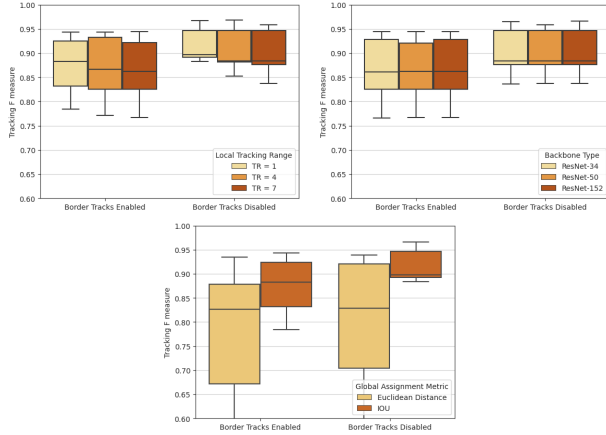 1.00
0.95
0.90
0.85
0.80
0.75
0.70
0.65
0.60
Tracking F measure
Local Tracking Range
TR = 1
TR = 4
TR = 7
Border Tracks Enabled Border Tracks Disabled
1.00
0.95
0.90
0.85
0.80
0.75
0.70
0.65
0.60
Tracking F measure
Backbone Type
ResNet-34
ResNet-50
ResNet-152
Border Tracks Enabled Border Tracks Disabled
1.00
0.95
0.90
0.85
0.80
0.75
0.70
0.65
0.60
Tracking F measure
Global Assignment Metric
Euclidean Distance
IOU
Border Tracks Enabled Border Tracks Disabled